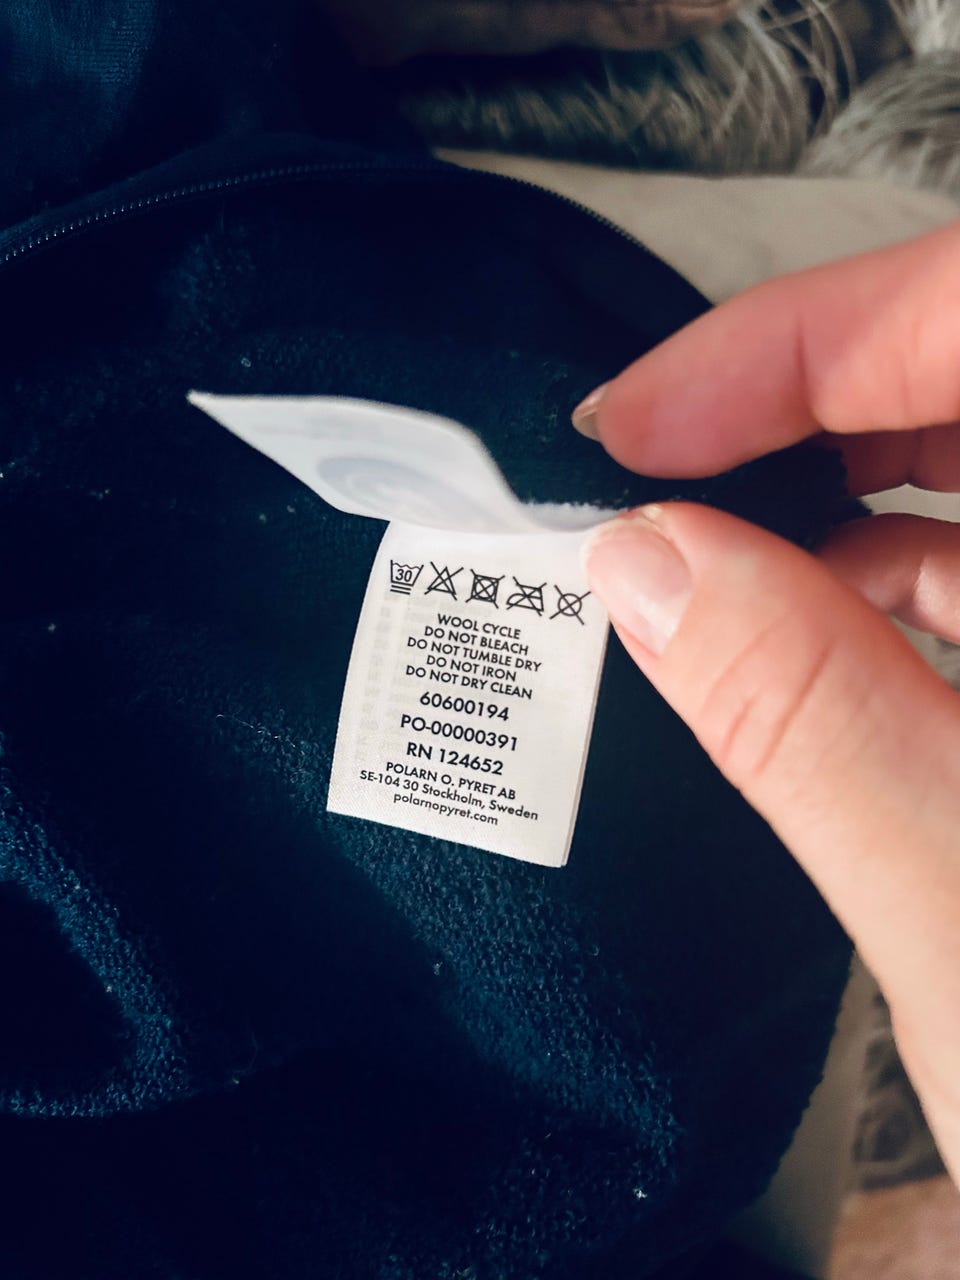 30
WOOL CYCLE
DO NOT BLEACH
DO NOT TUMBLE DRY
DO NOT IRON
DO NOT DRY CLEAN
60600194
PO-00000391
RN 124652
POLARN O. PYRET AB
SE-104 30 Stockholm, Sweden
polarnopyret.com